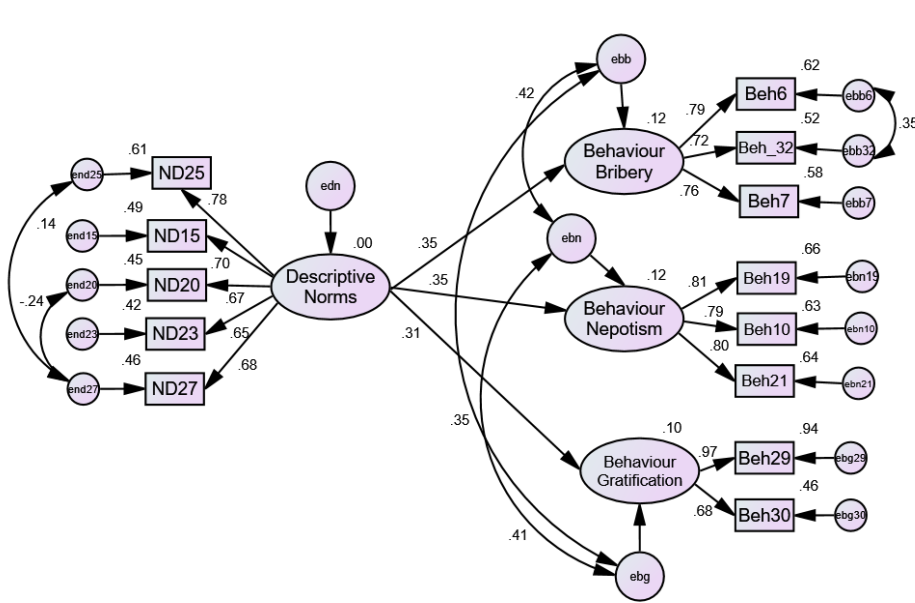 ebb
.62
.42
.79
Beh6
ebb6
.12
.52
.35
Behaviour
Bribery
.72
Beh_32
ebb32
.61
.58
end25
ND25
.76
Beh7
ebb7
.78
edn
.14
.49
end15
ND15
ebn
.66
.00
.35
.45
.70
.12
.81
Beh19
ebn19
-.24
end20
ND20
Descriptive
Norms
.35
.67
.42
Behaviour
Nepotism
.79
.63
Beh10
ebn10
end23
ND23
.65
.31
.80
.64
.46
.68
Beh21
ebn21
end27
ND27
.35
.10
.94
Behaviour
Gratification
.97
Beh29
ebg29
.46
.68
Beh30
ebg30
.41
ebg